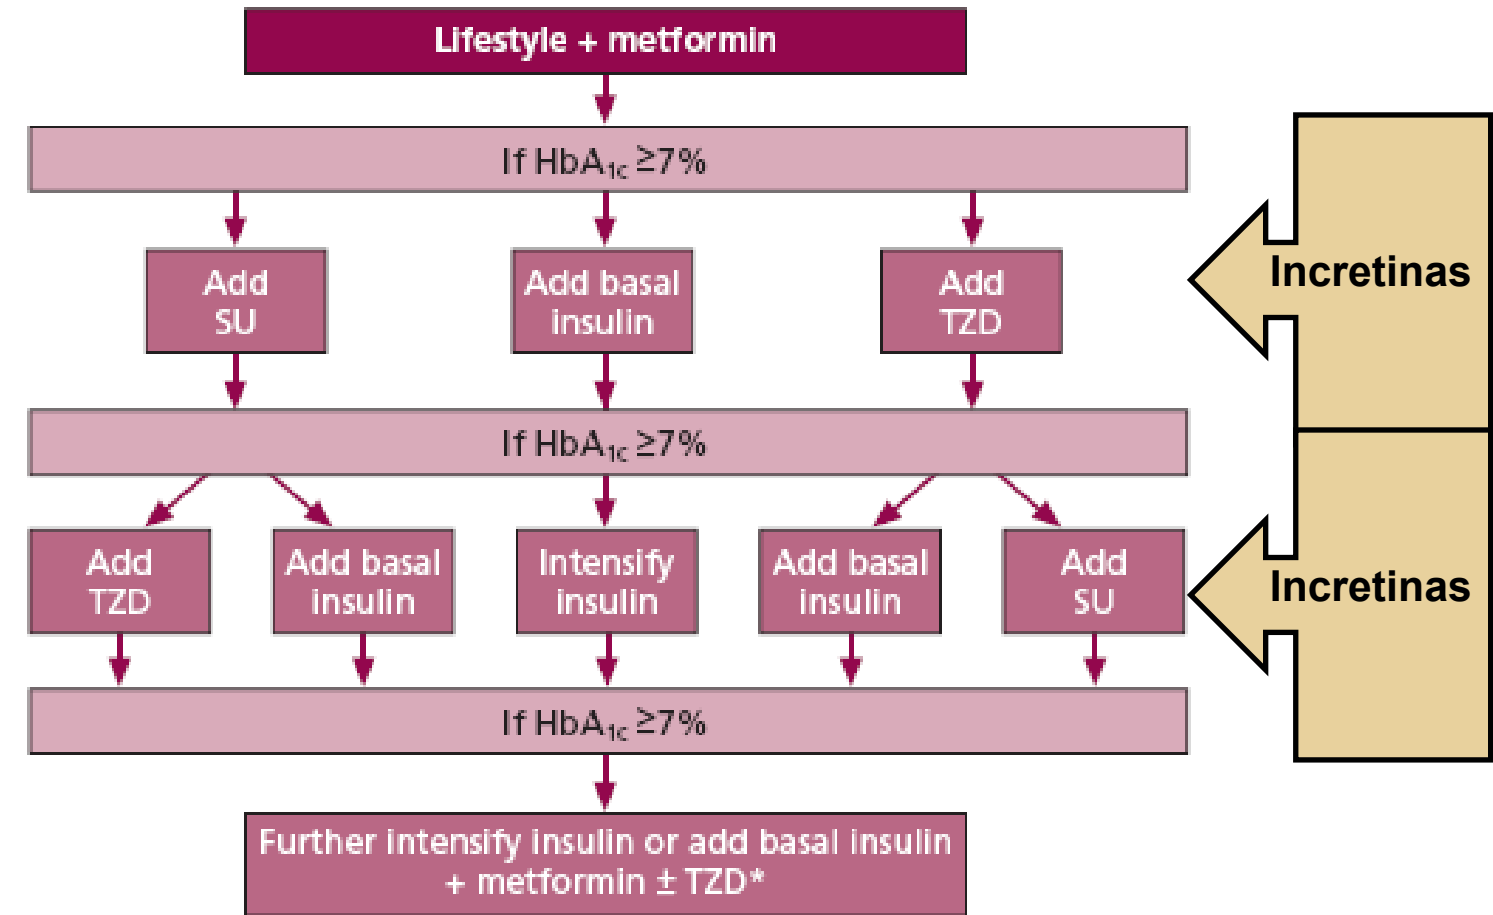 Lifestyle + metformin
If HbA1c ≥7%
Add
SU
Add basal
insulin
Add
TZD
Incretinas
If HbA1c ≥7%
Add
TZD
Add basal
insulin
Intensify
insulin
Add basal
insulin
Add
SU
Incretinas
If HbA1c ≥7%
Further intensify insulin or add basal insulin
+ metformin ± TZD*